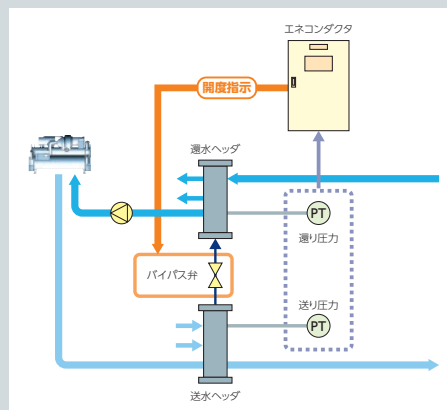 エネコンダクタ
開度指示
還水ヘッダ
PT
還り圧力
バイパス弁
送り圧力
PT
送水ヘッダ